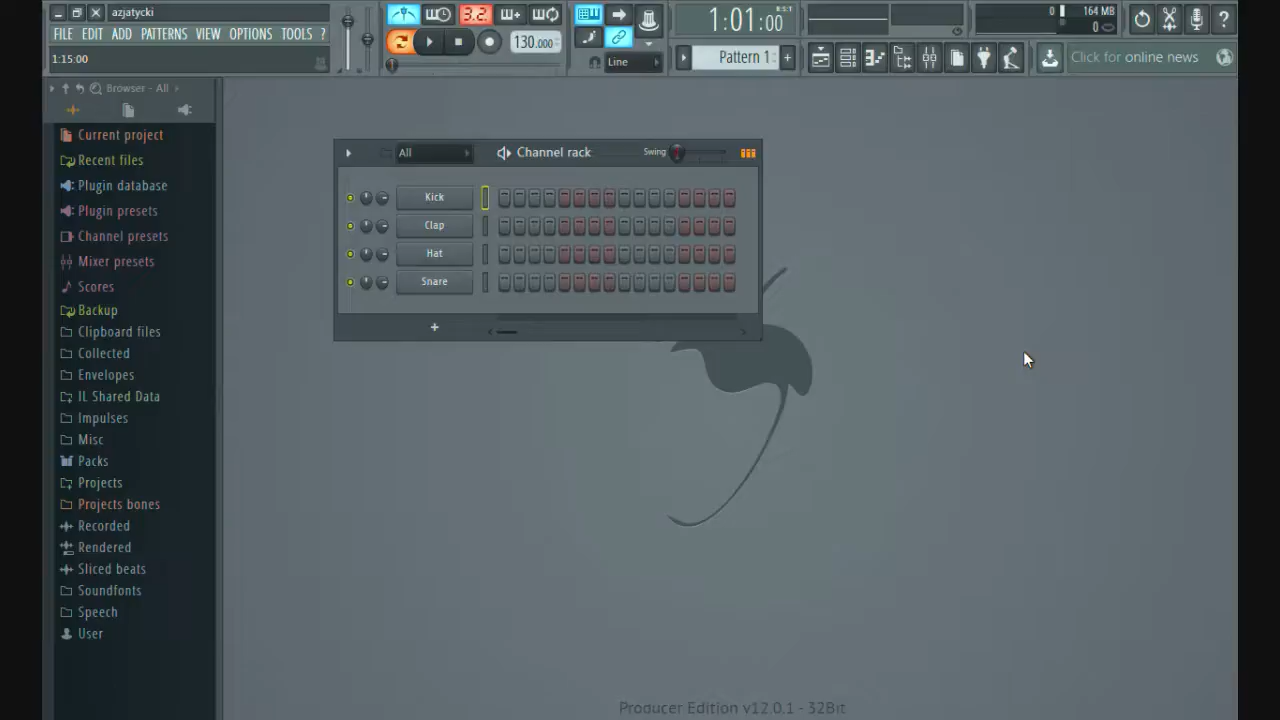 azjatycki
FILE EDIT ADD PATTERNS VIEW OPTIONS TOOLS ?
1:15:00
3.2.
130.000
Line
1:01:00
B:S:T
0 164 MB
0
Pattern 1
Click for online news
Browser - All
Current project
Recent files
Plugin database
Plugin presets
Channel presets
Mixer presets
Scores
Backup
Clipboard files
Collected
Envelopes
IL Shared Data
Impulses
Misc
Packs
Projects
Projects bones
Recorded
Rendered
Sliced beats
Soundfonts
Speech
User
All
Channel rack
Swing
Kick
Clap
Hat
Snare
+
Producer Edition v12.0.1 - 32Bit